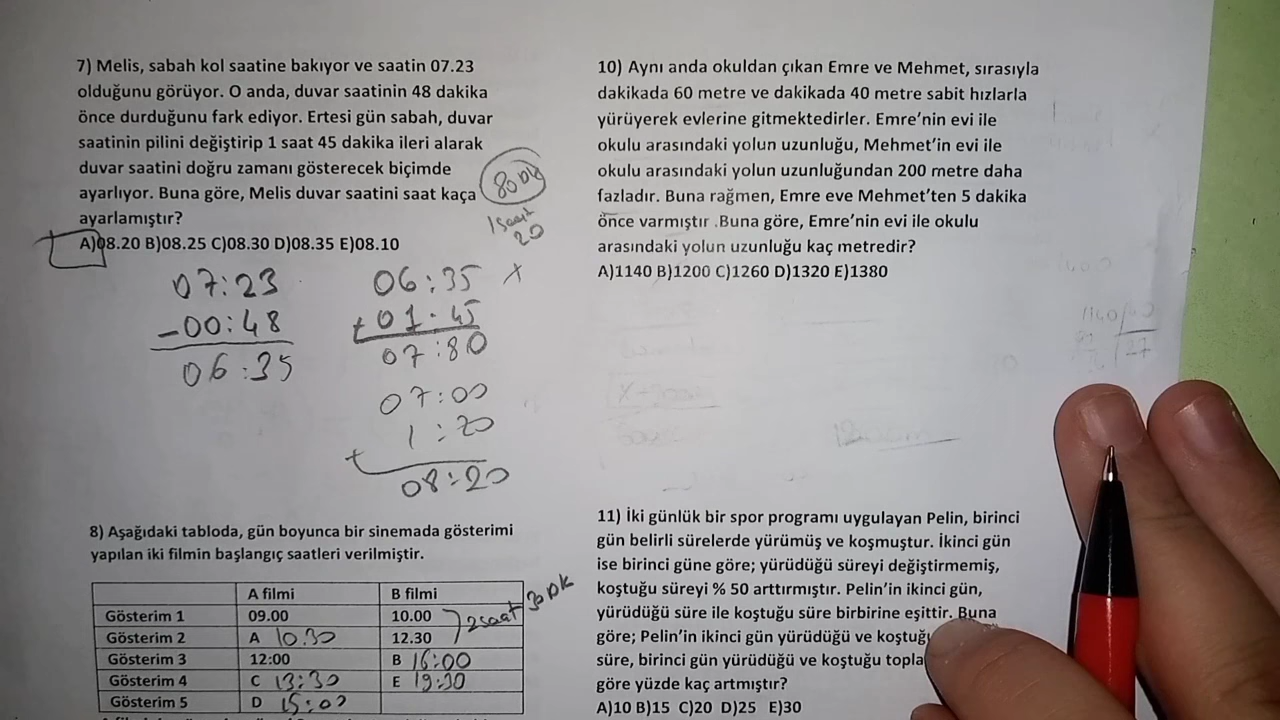 7) Melis, sabah kol saatine bakıyor ve saatin 07.23
olduğunu görüyor. O anda, duvar saatinin 48 dakika
önce durduğunu fark ediyor. Ertesi gün sabah, duvar
saatinin pilini değiştirip 1 saat 45 dakika ileri alarak
duvar saatini doğru zamanı gösterecek biçimde
ayarlıyor. Buna göre, Melis duvar saatini saat kaça
ayarlamıştır?
A)08.20 B)08.25 C)08.30 D)08.35 E)08.10
1 saat
20
07:23
-00:48
06:35
06:35
+ 01.45
07:80
07:00
1:20
+
08:20
8) Aşağıdaki tabloda, gün boyunca bir sinemada gösterimi
yapılan iki filmin başlangıç saatleri verilmiştir.
A filmi B filmi
Gösterim 1 09.00 10.00
Gösterim 2 A 10.30 12.30
2 saat 30 DK
Gösterim 3 12:00 B 16:00
Gösterim 4 C 13:30 E 19:30
Gösterim 5 D 15:00
10) Aynı anda okuldan çıkan Emre ve Mehmet, sırasıyla
dakikada 60 metre ve dakikada 40 metre sabit hızlarla
yürüyerek evlerine gitmektedirler. Emre'nin evi ile
okulu arasındaki yolun uzunluğu, Mehmet'in evi ile
okulu arasındaki yolun uzunluğundan 200 metre daha
fazladır. Buna rağmen, Emre eve Mehmet'ten 5 dakika
önce varmıştır .Buna göre, Emre'nin evi ile okulu
arasındaki yolun uzunluğu kaç metredir?
A)1140 B)1200 C)1260 D)1320 E)1380
11) İki günlük bir spor programı uygulayan Pelin, birinci
gün belirli sürelerde yürümüş ve koşmuştur. İkinci gün
ise birinci güne göre; yürüdüğü süreyi değiştirmemiş,
koştuğu süreyi % 50 arttırmıştır. Pelin'in ikinci gün,
yürüdüğü süre ile koştuğu süre birbirine eşittir. Buna
göre; Pelin'in ikinci gün yürüdüğü ve koştuğu
süre, birinci gün yürüdüğü ve koştuğu
göre yüzde kaç artmıştır?
A)10 B)15 C)20 D)25 E)30